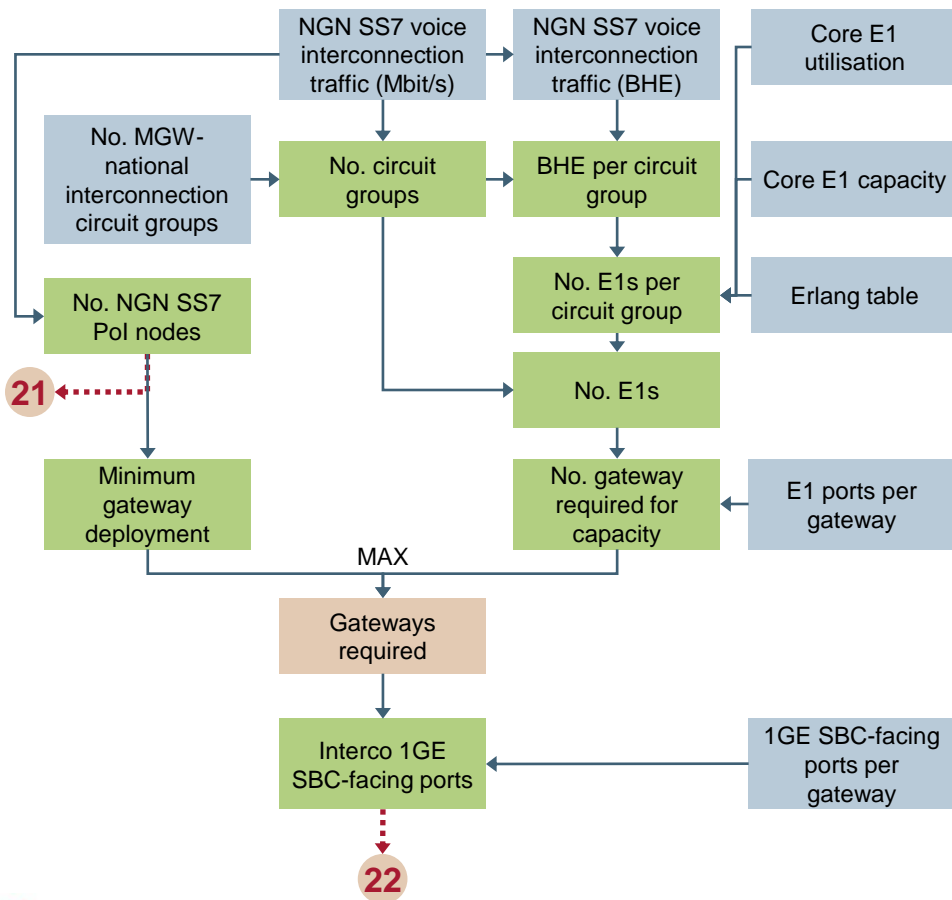 NGN SS7 voice
interconnection
traffic (Mbit/s)
NGN SS7 voice
interconnection
traffic (BHE)
Core E1
utilisation
No. MGW-
national
interconnection
circuit groups
No. circuit
groups
BHE per circuit
group
Core E1 capacity
No. NGN SS7
PoI nodes
No. E1s per
circuit group
Erlang table
21
No. E1s
Minimum
gateway
deployment
No. gateway
required for
capacity
E1 ports per
gateway
MAX
Gateways
required
Interco 1GE
SBC-facing ports
1GE SBC-facing
ports per
gateway
22